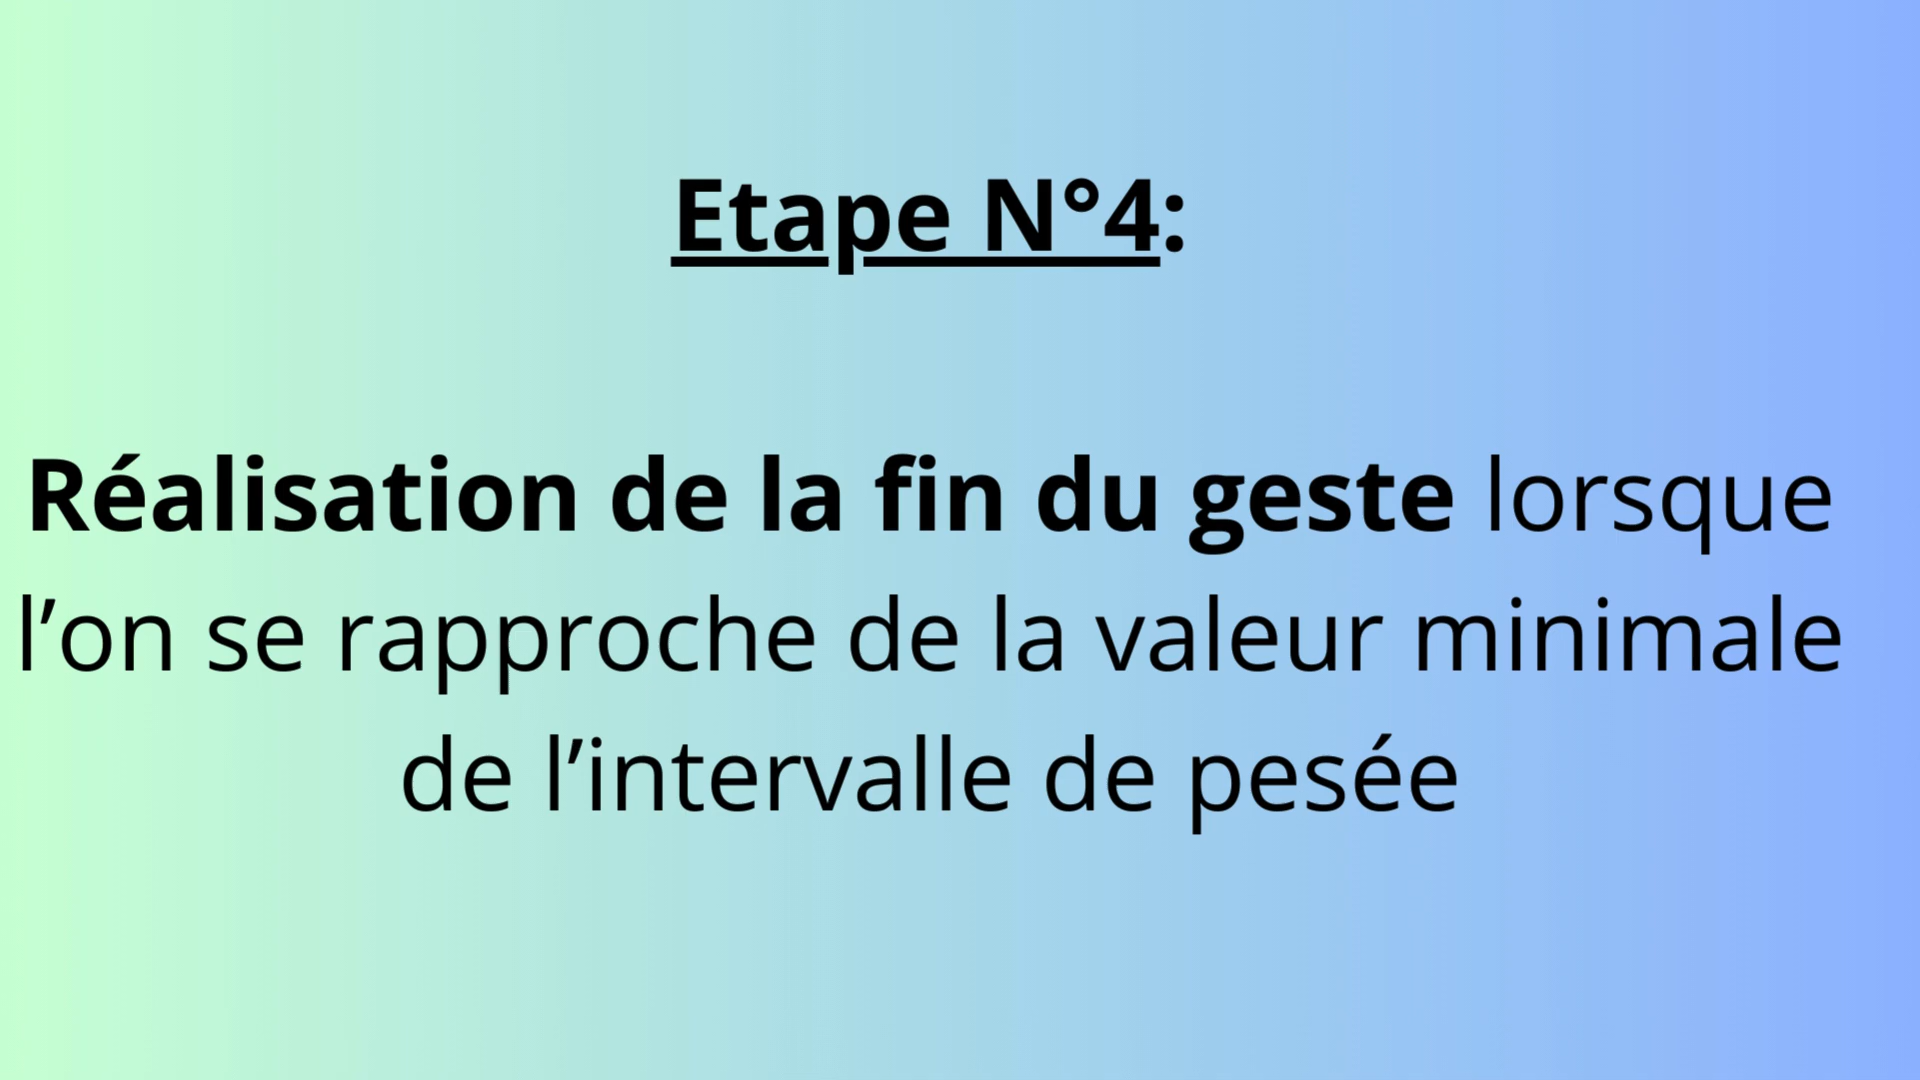 Etape N°4:
Réalisation de la fin du geste lorsque
l’on se rapproche de la valeur minimale
de l’intervalle de pesée